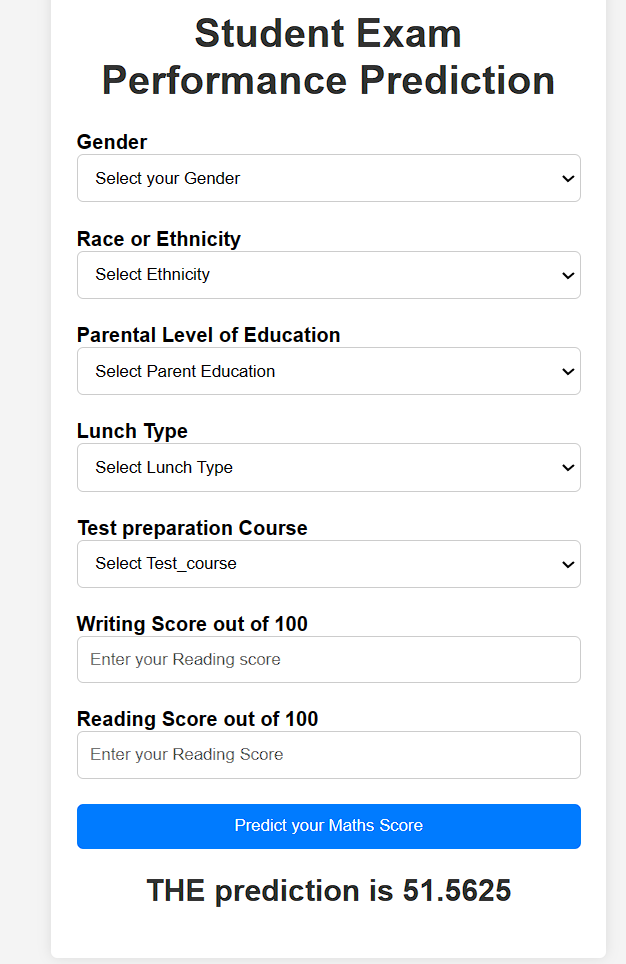 Student Exam
Performance Prediction
Gender
Select your Gender
Race or Ethnicity
Select Ethnicity
Parental Level of Education
Select Parent Education
Lunch Type
Select Lunch Type
Test preparation Course
Select Test_course
Writing Score out of 100
Enter your Reading score
Reading Score out of 100
Enter your Reading Score
Predict your Maths Score
THE prediction is 51.5625